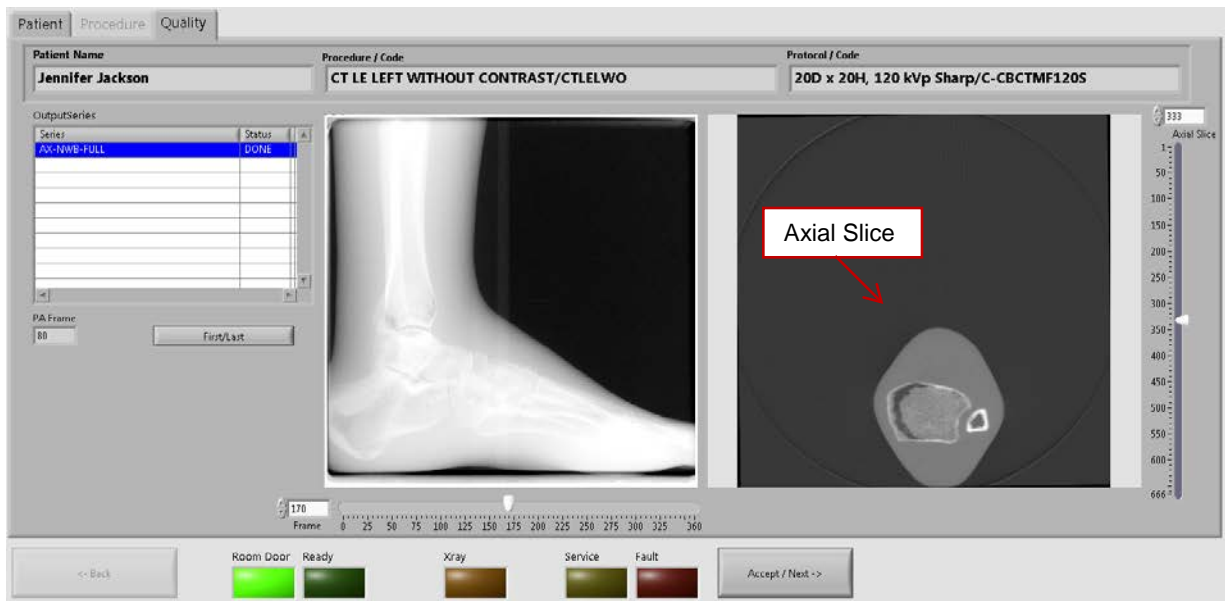 Patient Procedure Quality
Patient Name Procedure / Code Protocol / Code
Jennifer Jackson CT LE LEFT WITHOUT CONTRAST/CTLELWO 20D x 20H, 120 kVp Sharp/C-CBCTMF120S
OutputSeries
Series Status
AX-NWB-FULL DONE
333
Axial Slice
1
50
100
150
200
250
300
350
400
450
500
550
600
666
Axial Slice
PA Frame
80 First/Last
170
Frame 0 25 50 75 100 125 150 175 200 225 250 275 300 325 360
Room Door Ready Xray Service Fault
<- Back Accept / Next ->